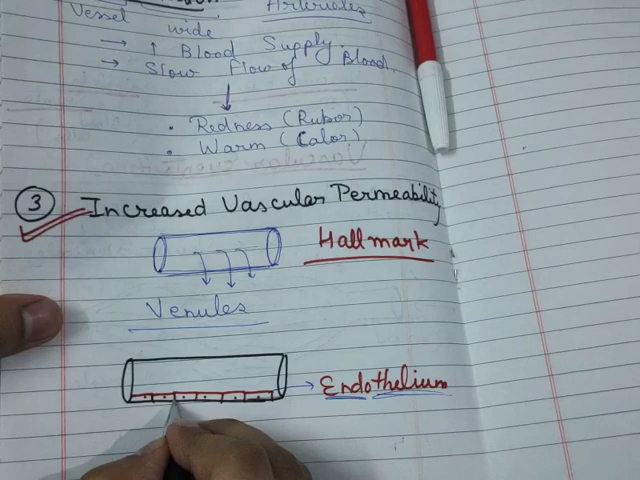 Vessel wide Arterioles
→ ↑ Blood Supply.
→ Slow Flow of Blood.
• Redness (Rubor)
• Warm (Calor)
③ Increased Vascular Permeability
Hallmark
Venules
→ Endothelium